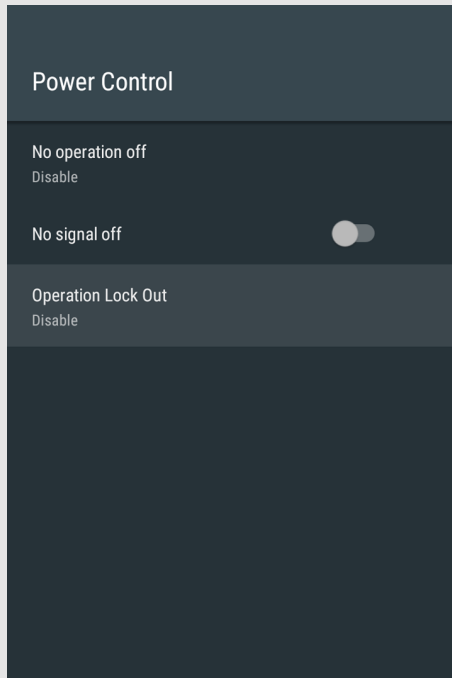 Power Control
No operation off
Disable
No signal off
Operation Lock Out
Disable